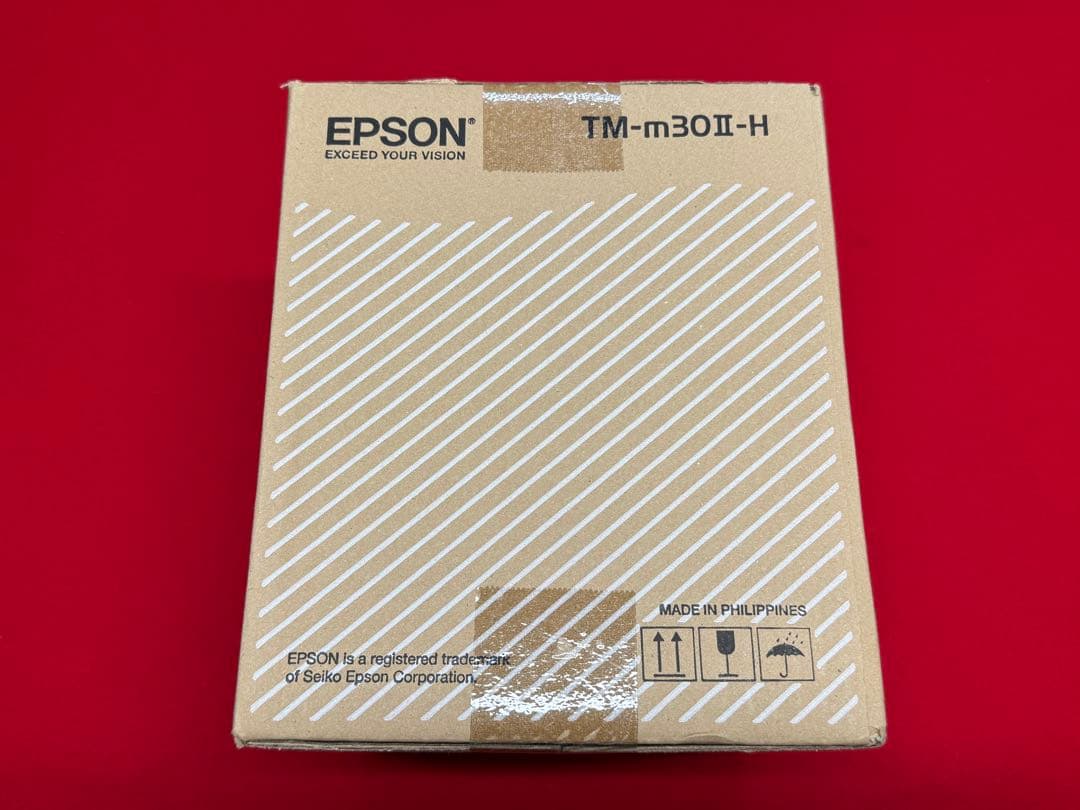 EPSON®
EXCEED YOUR VISION
TM-m30Ⅱ-H
MADE IN PHILIPPINES
EPSON is a registered trademark
of Seiko Epson Corporation.